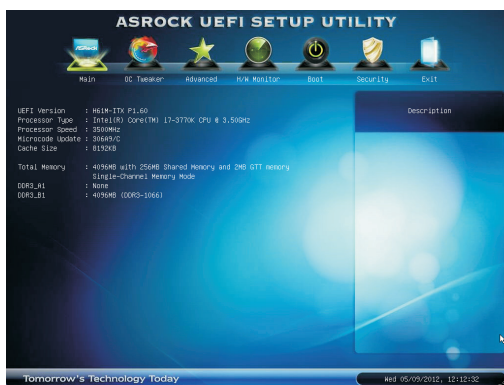 ASROCK UEFI SETUP UTILITY
ASRock
Main OC Tweaker Advanced H/W Monitor Boot Security Exit
UEFI Version : H61M-ITX P1.60
Processor Type : Intel(R) Core(TM) i7-3770K CPU @ 3.50GHz
Processor Speed : 3500MHz
Microcode Update : 306A9/C
Cache Size : 8192KB
Total Memory : 4096MB with 256MB Shared Memory and 2MB GTT memory
Single-Channel Memory Mode
DDR3_A1 : None
DDR3_B1 : 4096MB (DDR3-1066)
Description
Tomorrow's Technology Today
Wed 05/09/2012, 12:12:32